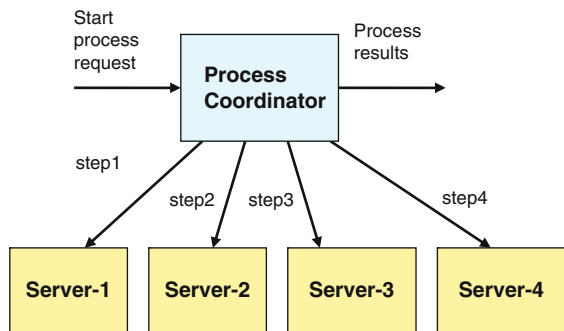 Start
process
request
Process
results
Process
Coordinator
step1
step2
step3
step4
Server-1
Server-2
Server-3
Server-4